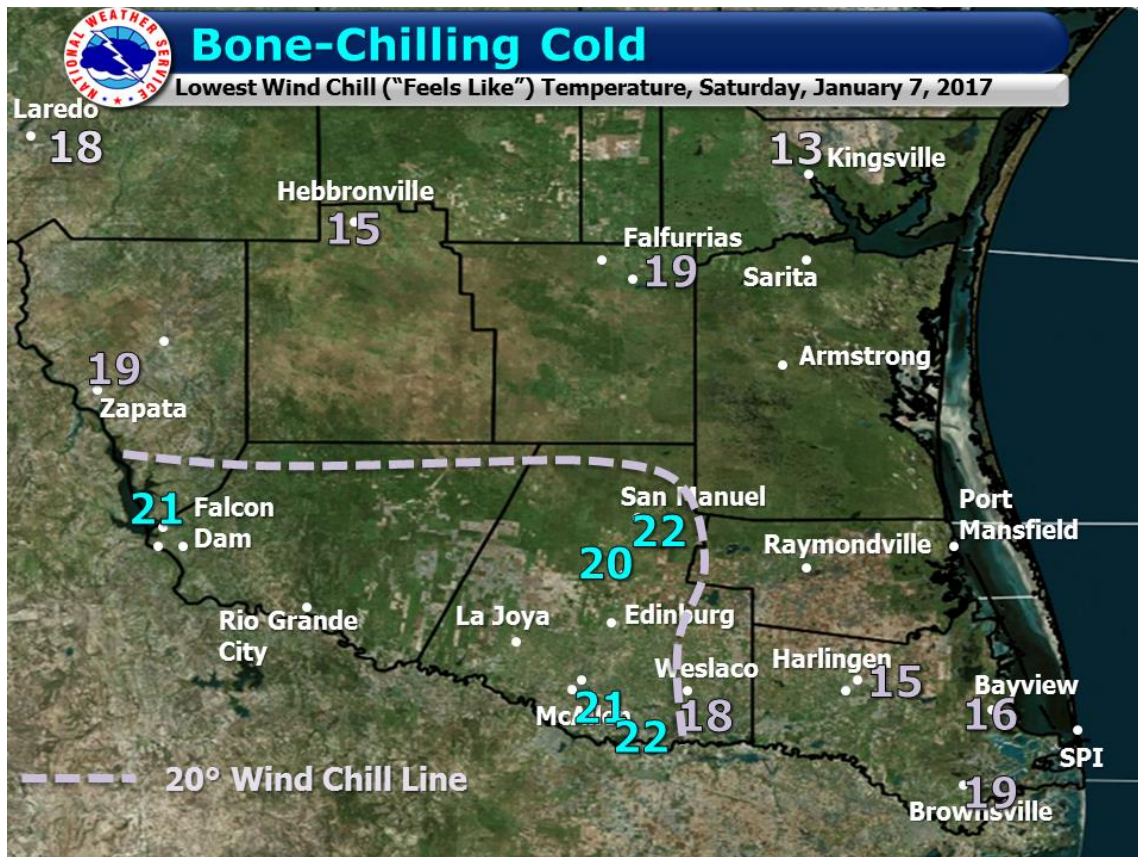 NATIONAL WEATHER SERVICE
Bone-Chilling Cold
Lowest Wind Chill (“Feels Like”) Temperature, Saturday, January 7, 2017
Laredo
18
13
Kingsville
Hebbronville
15
Falfurrias
19
Sarita
Armstrong
19
Zapata
21
Falcon
Dam
San Manuel
22
20
Port
Mansfield
Raymondville
Rio Grande
City
La Joya
Edinburg
Weslaco
18
Harlingen
15
Bayview
16
McAllen
21
22
SPI
19
Brownsville
20° Wind Chill Line